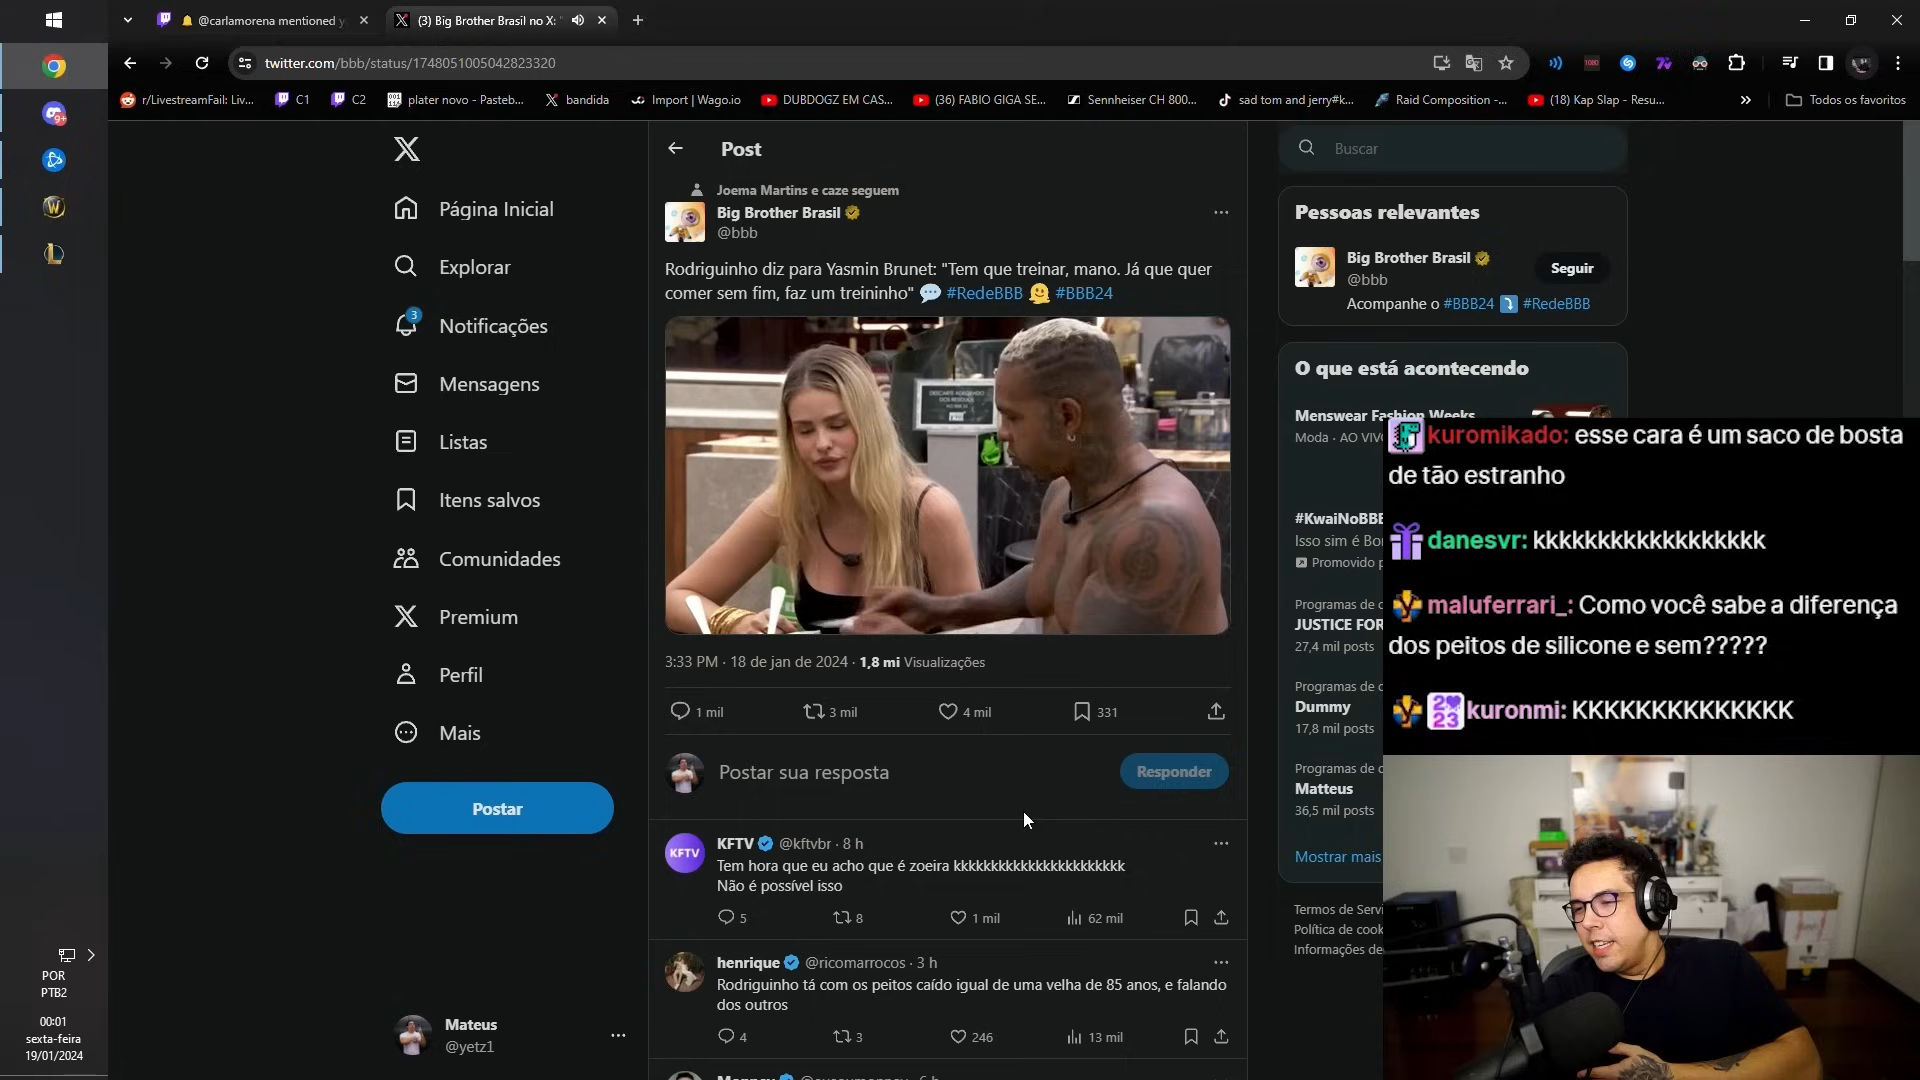 @carlamorena mentioned y
(3) Big Brother Brasil no X: "
twitter.com/bbb/status/1748051005042823320
r/LivestreamFail: Liv...
C1
C2
plater novo - Pasteb...
bandida
Import | Wago.io
DUBDOGZ EM CAS...
(36) FABIO GIGA SE...
Sennheiser CH 800...
sad tom and jerry#k...
Raid Composition -...
(18) Kap Slap - Resu...
Todos os favoritos
9+
Página Inicial
Explorar
3
Notificações
Mensagens
Listas
Itens salvos
Comunidades
Premium
Perfil
Mais
Postar
Mateus
@yetz1
POR
PTB2
00:01
sexta-feira
19/01/2024
Post
Joema Martins e caze seguem
Big Brother Brasil
@bbb
Rodriguinho diz para Yasmin Brunet: "Tem que treinar, mano. Já que quer
comer sem fim, faz um treininho" 💬 #RedeBBB 🫠 #BBB24
3:33 PM · 18 de jan de 2024 · 1,8 mi Visualizações
1 mil
3 mil
4 mil
331
Postar sua resposta
Responder
KFTV
KFTV @kftvbr · 8 h
Tem hora que eu acho que é zoeira kkkkkkkkkkkkkkkkkkkkkkk
Não é possível isso
5
8
1 mil
62 mil
henrique @ricomarrocos · 3 h
Rodriguinho tá com os peitos caído igual de uma velha de 85 anos, e falando
dos outros
4
3
246
13 mil
Buscar
Pessoas relevantes
Big Brother Brasil
@bbb
Seguir
Acompanhe o #BBB24 ⤵️ #RedeBBB
O que está acontecendo
Menswear Fashion Weeks
Moda · AO VIV
#KwaiNoBBB
Isso sim é Bo
Promovido p
Programas de c
JUSTICE FOR
27,4 mil posts
Programas de c
Dummy
17,8 mil posts
Programas de c
Matteus
36,5 mil posts
Mostrar mais
Termos de Servi
Política de cook
Informações de
kuromikado: esse cara é um saco de bosta
de tão estranho
danesvr: kkkkkkkkkkkkkkkkkk
maluferrari_: Como você sabe a diferença
dos peitos de silicone e sem?????
kuronmi: KKKKKKKKKKKKKK